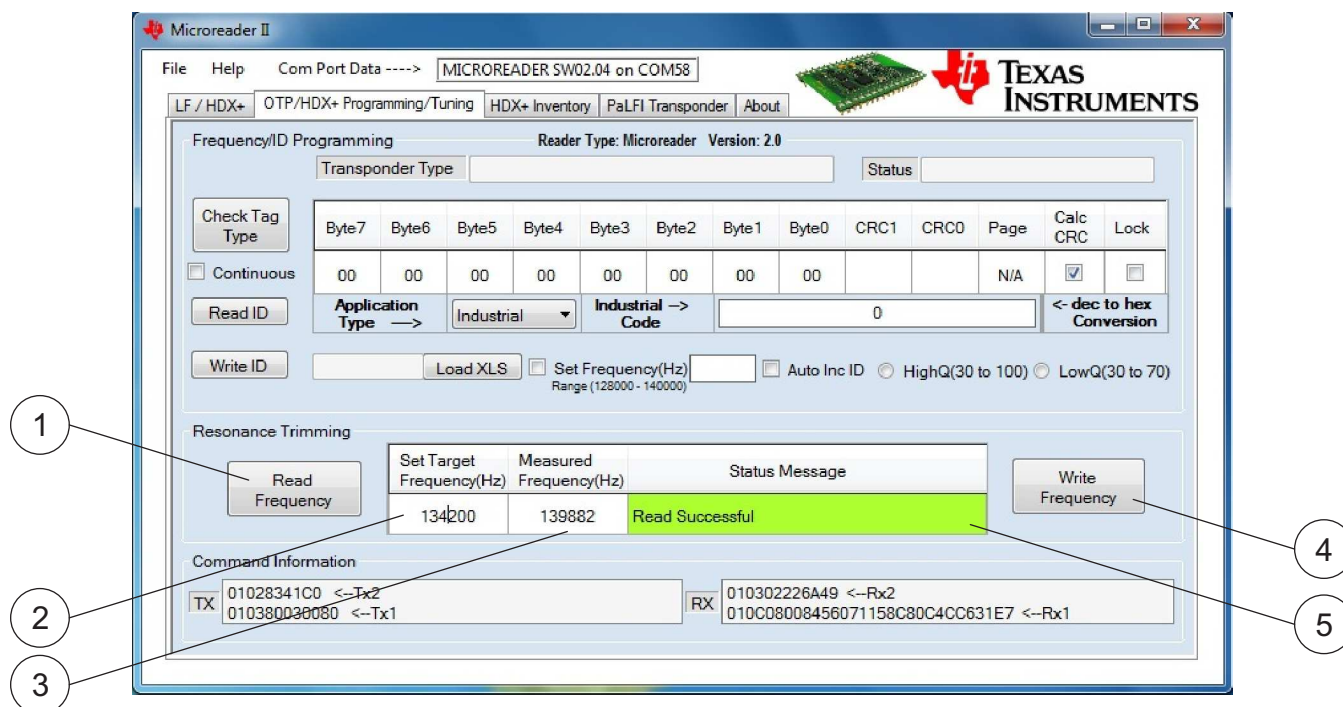 Microreader II
File Help Com Port Data ----> MICROREADER SW02.04 on COM58
TEXAS
INSTRUMENTS
LF / HDX+ OTP/HDX+ Programming/Tuning HDX+ Inventory PaLFI Transponder About
Frequency/ID Programming Reader Type: Microreader Version: 2.0
Transponder Type Status
Check Tag
Type
Byte7 Byte6 Byte5 Byte4 Byte3 Byte2 Byte1 Byte0 CRC1 CRC0 Page Calc
CRC Lock
Continuous 00 00 00 00 00 00 00 00 N/A
Read ID Application
Type ---> Industrial Industrial -->
Code 0 <- dec to hex
Conversion
Write ID Load XLS Set Frequency(Hz) Auto Inc ID HighQ(30 to 100) LowQ(30 to 70)
Range (128000 - 140000)
1
Resonance Trimming
Read
Frequency
Set Target
Frequency(Hz)
Measured
Frequency(Hz)
Status Message
Write
Frequency
134200 139882 Read Successful
4
Command Information
2
TX 01028341C0 <--Tx2
010380030080 <--Tx1
RX 010302226A49 <--Rx2
010C08008456071158C80C4CC631E7 <--Rx1
5
3